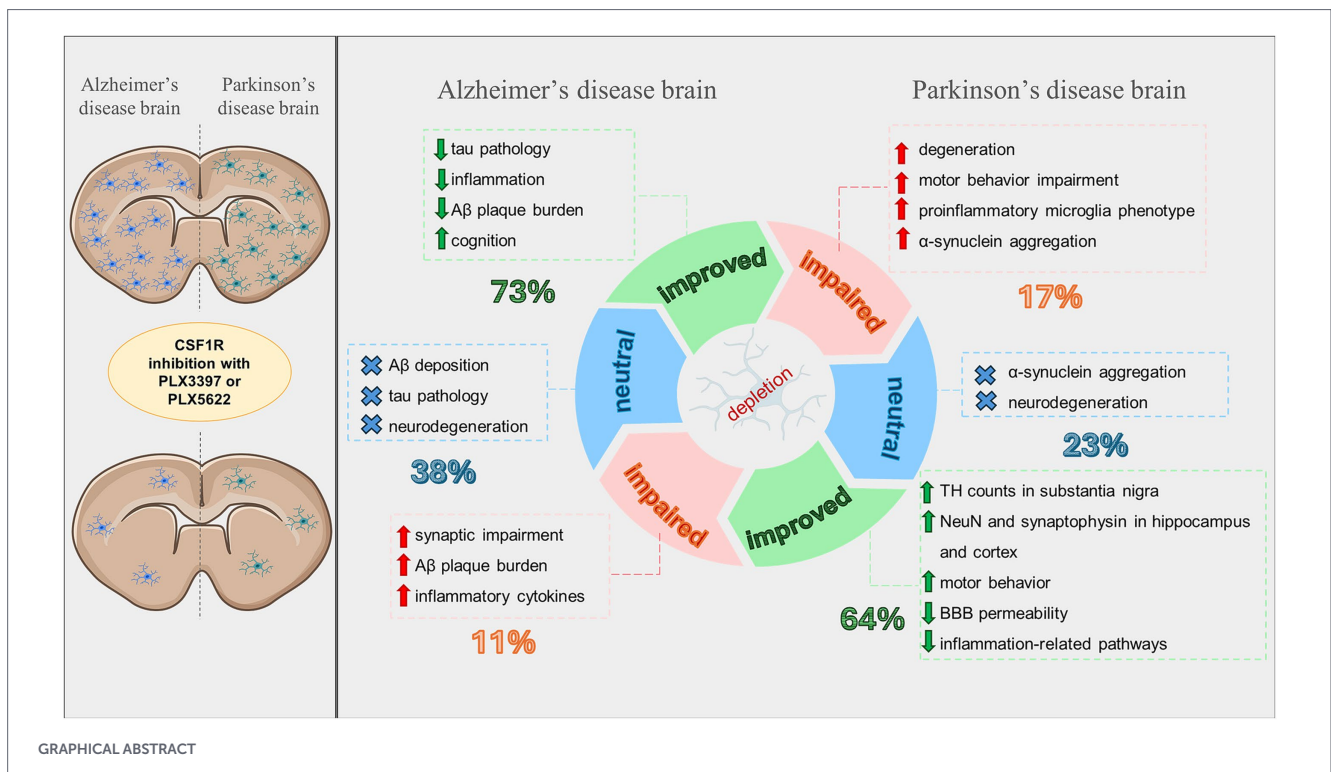 Alzheimer's
disease brain
Parkinson's
disease brain
CSF1R
inhibition with
PLX3397 or
PLX5622
Alzheimer's disease brain
tau pathology
inflammation
Aβ plaque burden
cognition
73%
Aβ deposition
tau pathology
neurodegeneration
38%
synaptic impairment
Aβ plaque burden
inflammatory cytokines
11%
improved
impaired
neutral
neutral
depletion
impaired
improved
Parkinson's disease brain
degeneration
motor behavior impairment
proinflammatory microglia phenotype
α-synuclein aggregation
17%
α-synuclein aggregation
neurodegeneration
23%
TH counts in substantia nigra
NeuN and synaptophysin in hippocampus
and cortex
motor behavior
BBB permeability
inflammation-related pathways
64%
GRAPHICAL ABSTRACT